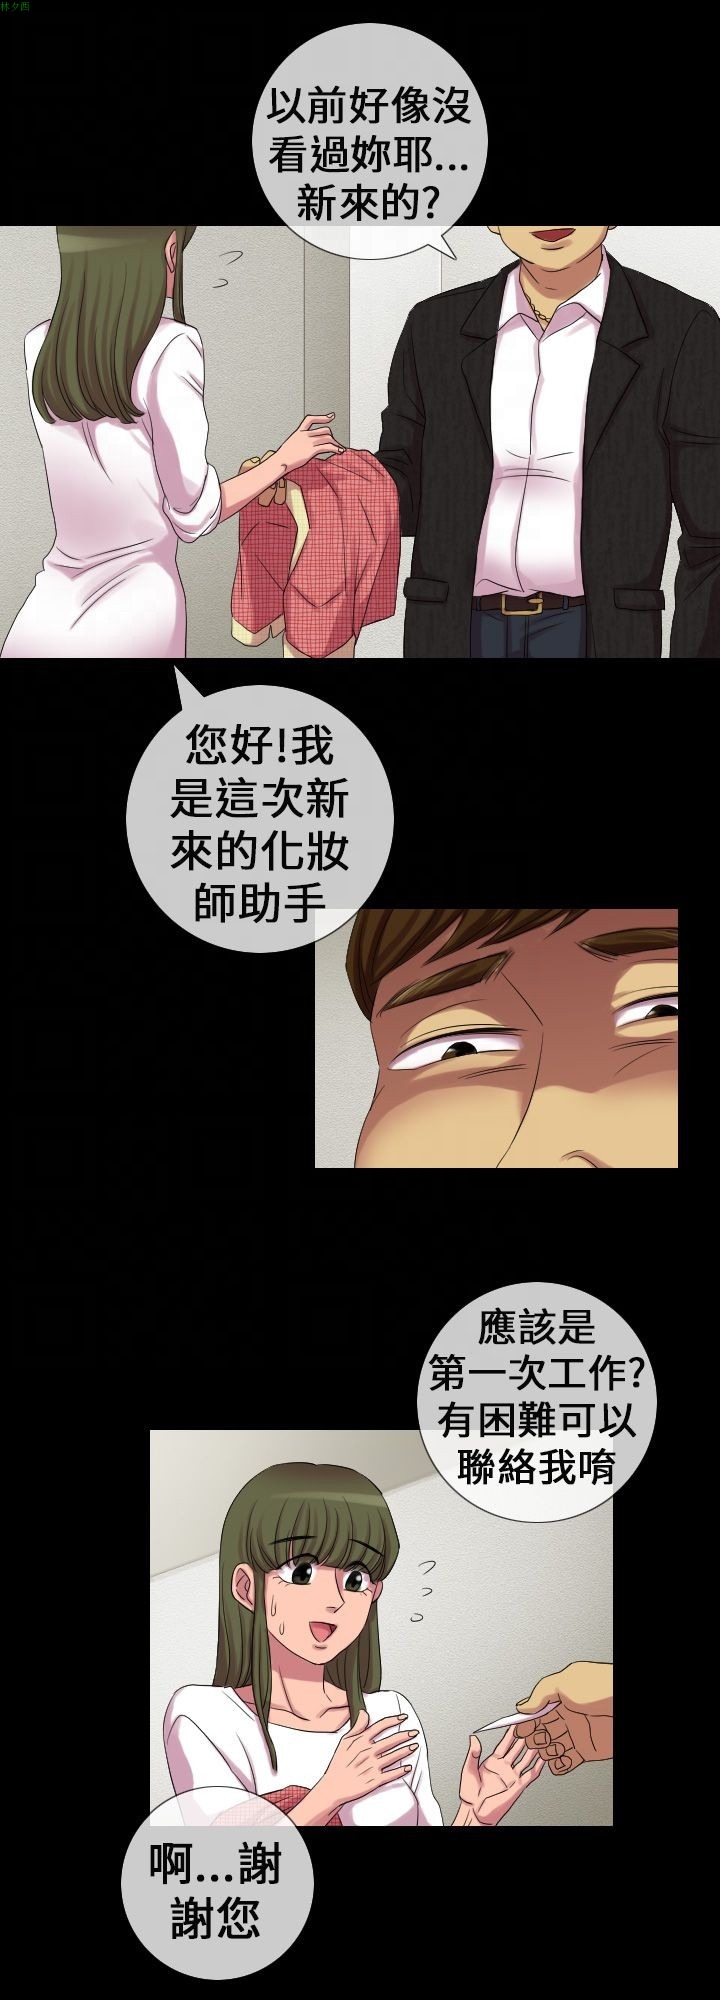 林夕西
以前好像沒
看過妳耶...
新來的?
您好!我
是這次新
來的化妝
師助手
應該是
第一次工作?
有困難可以
聯絡我唷
啊...謝
謝您